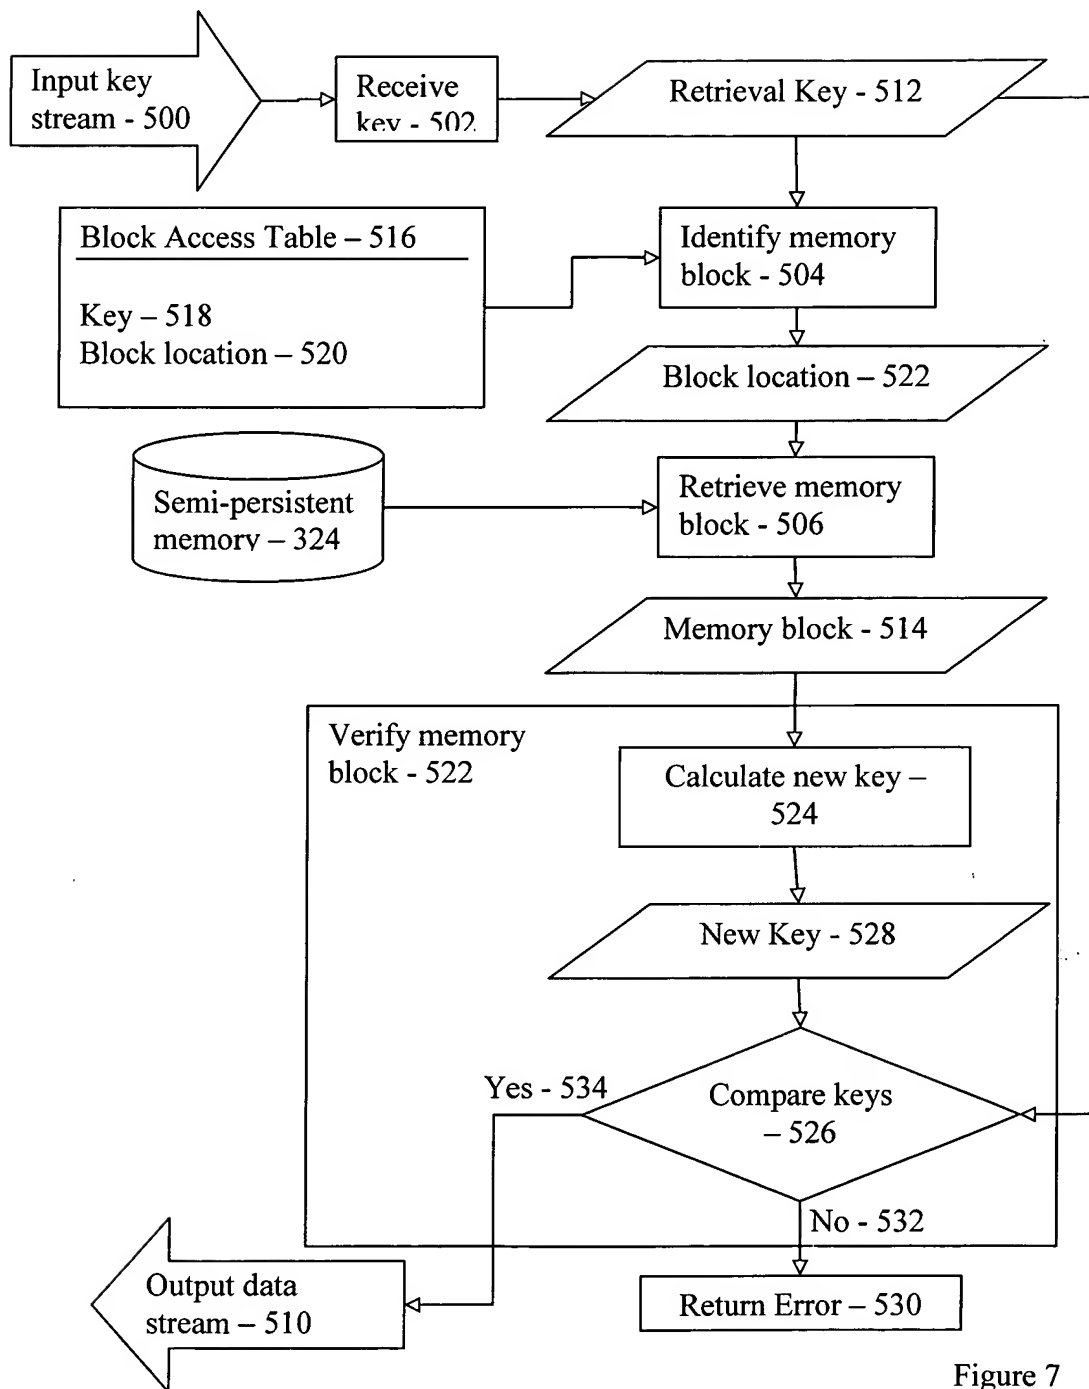 Input key
stream - 500
Receive
key - 502
Retrieval Key - 512
Block Access Table – 516
Key – 518
Block location – 520
Identify memory
block - 504
Block location – 522
Semi-persistent
memory – 324
Retrieve memory
block - 506
Memory block - 514
Verify memory
block - 522
Calculate new key –
524
New Key - 528
Yes - 534
Compare keys
– 526
No - 532
Output data
stream – 510
Return Error – 530
Figure 7